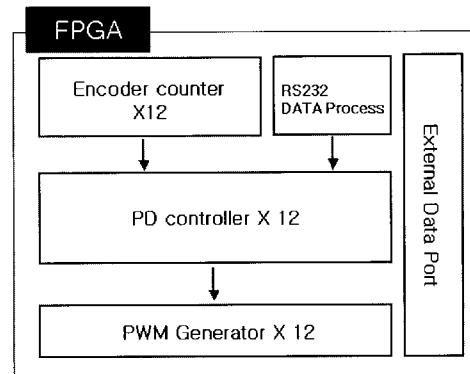 FPGA
Encoder counter
X12
RS232
DATA Process
External Data Port
PD controller X 12
PWM Generator X 12